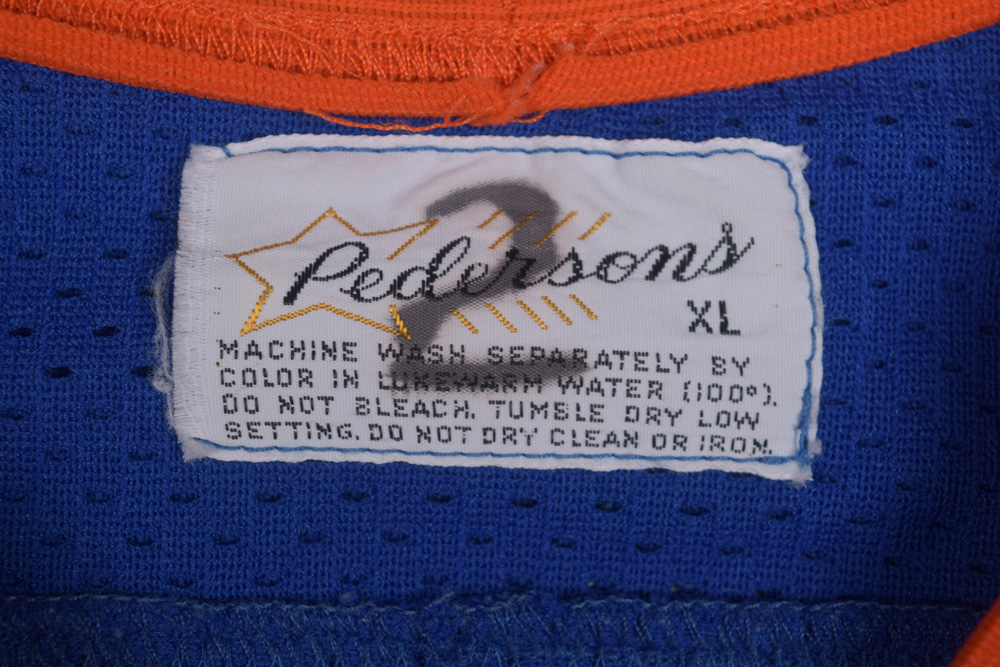 2
Pedersons
XL
MACHINE WASH SEPARATELY BY
COLOR IN LUKEWARM WATER (100°).
DO NOT BLEACH. TUMBLE DRY LOW
SETTING. DO NOT DRY CLEAN OR IRON.